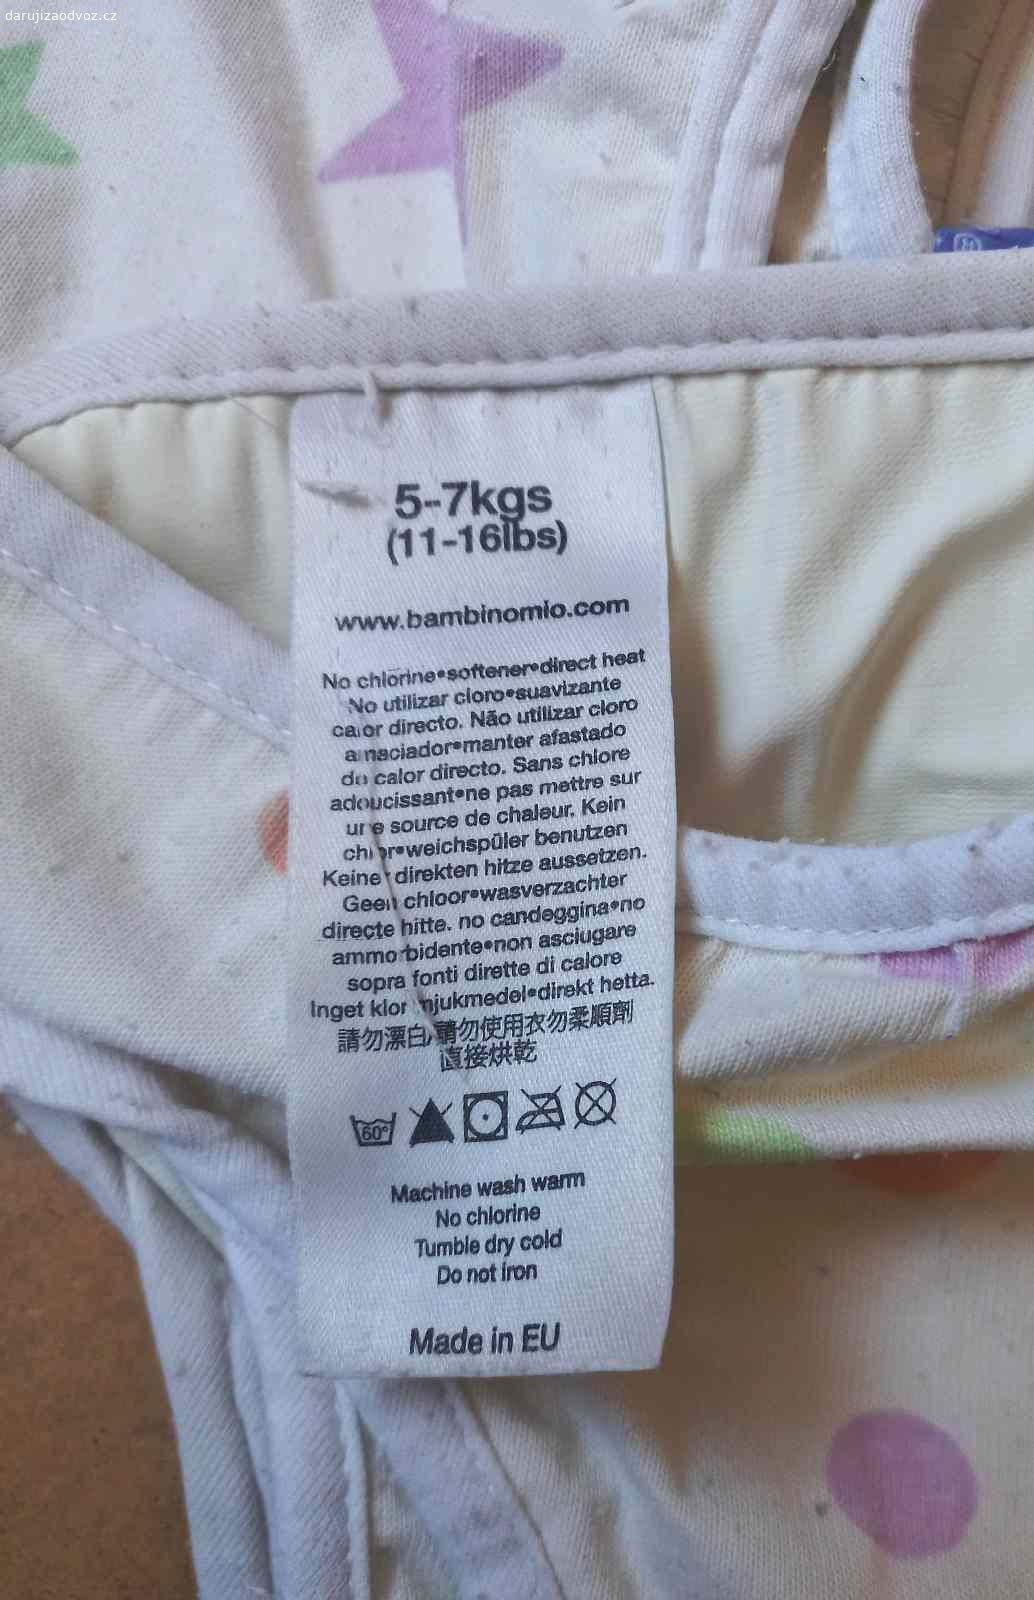 darujizaodvoz.cz
5-7kgs
(11-16lbs)
www.bambinomio.com
No chlorine•softener•direct heat
No utilizar cloro•suavizante
calor directo. Não utilizar cloro
amaciador•manter afastado
do calor directo. Sans chlore
adoucissant•ne pas mettre sur
une source de chaleur. Kein
chlor•weichspüler benutzen
Keine direkten hitze aussetzen.
Geen chloor•wasverzachter
directe hitte. no candeggina•no
ammorbidente•non asciugare
sopra fonti dirette di calore
Inget klor mjukmedel•direkt hetta.
請勿漂白/請勿使用衣勿柔順劑
直接烘乾
60°
Machine wash warm
No chlorine
Tumble dry cold
Do not iron
Made in EU